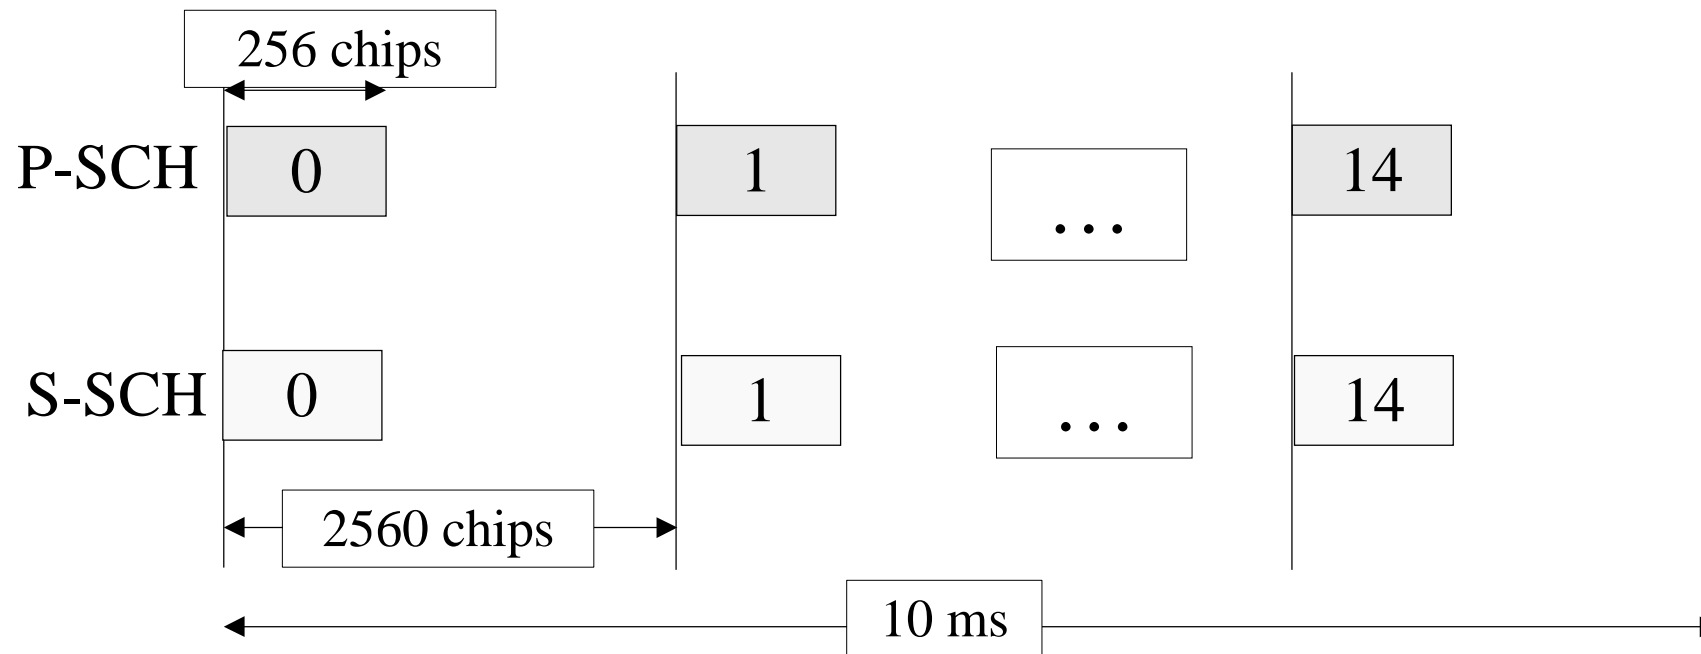 256 chips
P-SCH 0 1 ... 14
S-SCH 0 1 ... 14
2560 chips
10 ms